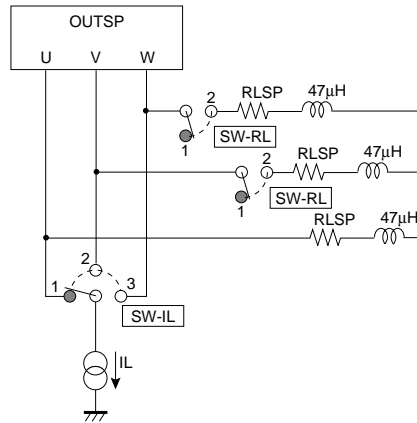 OUTSP
U V W
2 RLSP 47μH
1 SW-RL
2 RLSP 47μH
1 SW-RL
RLSP 47μH
2
1 3
SW-IL
IL